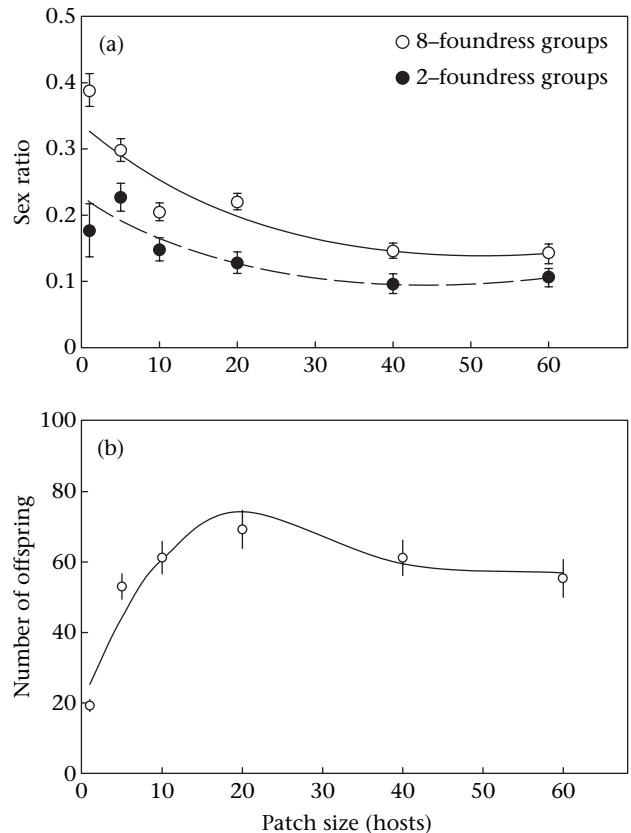 0.5
(a)
8–foundress groups
2–foundress groups
0.4
0.3
0.2
0.1
0
Sex ratio
0 10 20 30 40 50 60
100
(b)
80
60
40
20
0
Number of offspring
0 10 20 30 40 50 60
Patch size (hosts)